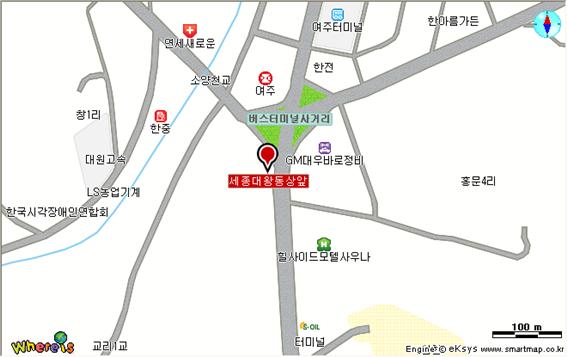 여주터미널
한아름가든
연세새로운
한전
소양천교
여주
창1리
버스터미널사거리
한중
대원고속
GM대우바로정비
세종대왕동상앞
홍문4리
LS농업기계
한국시각장애인연합회
힐사이드모텔사우나
S-OIL
터미널
100 m
Where is
교리1교
Engine © eKsys www.smartmap.co.kr